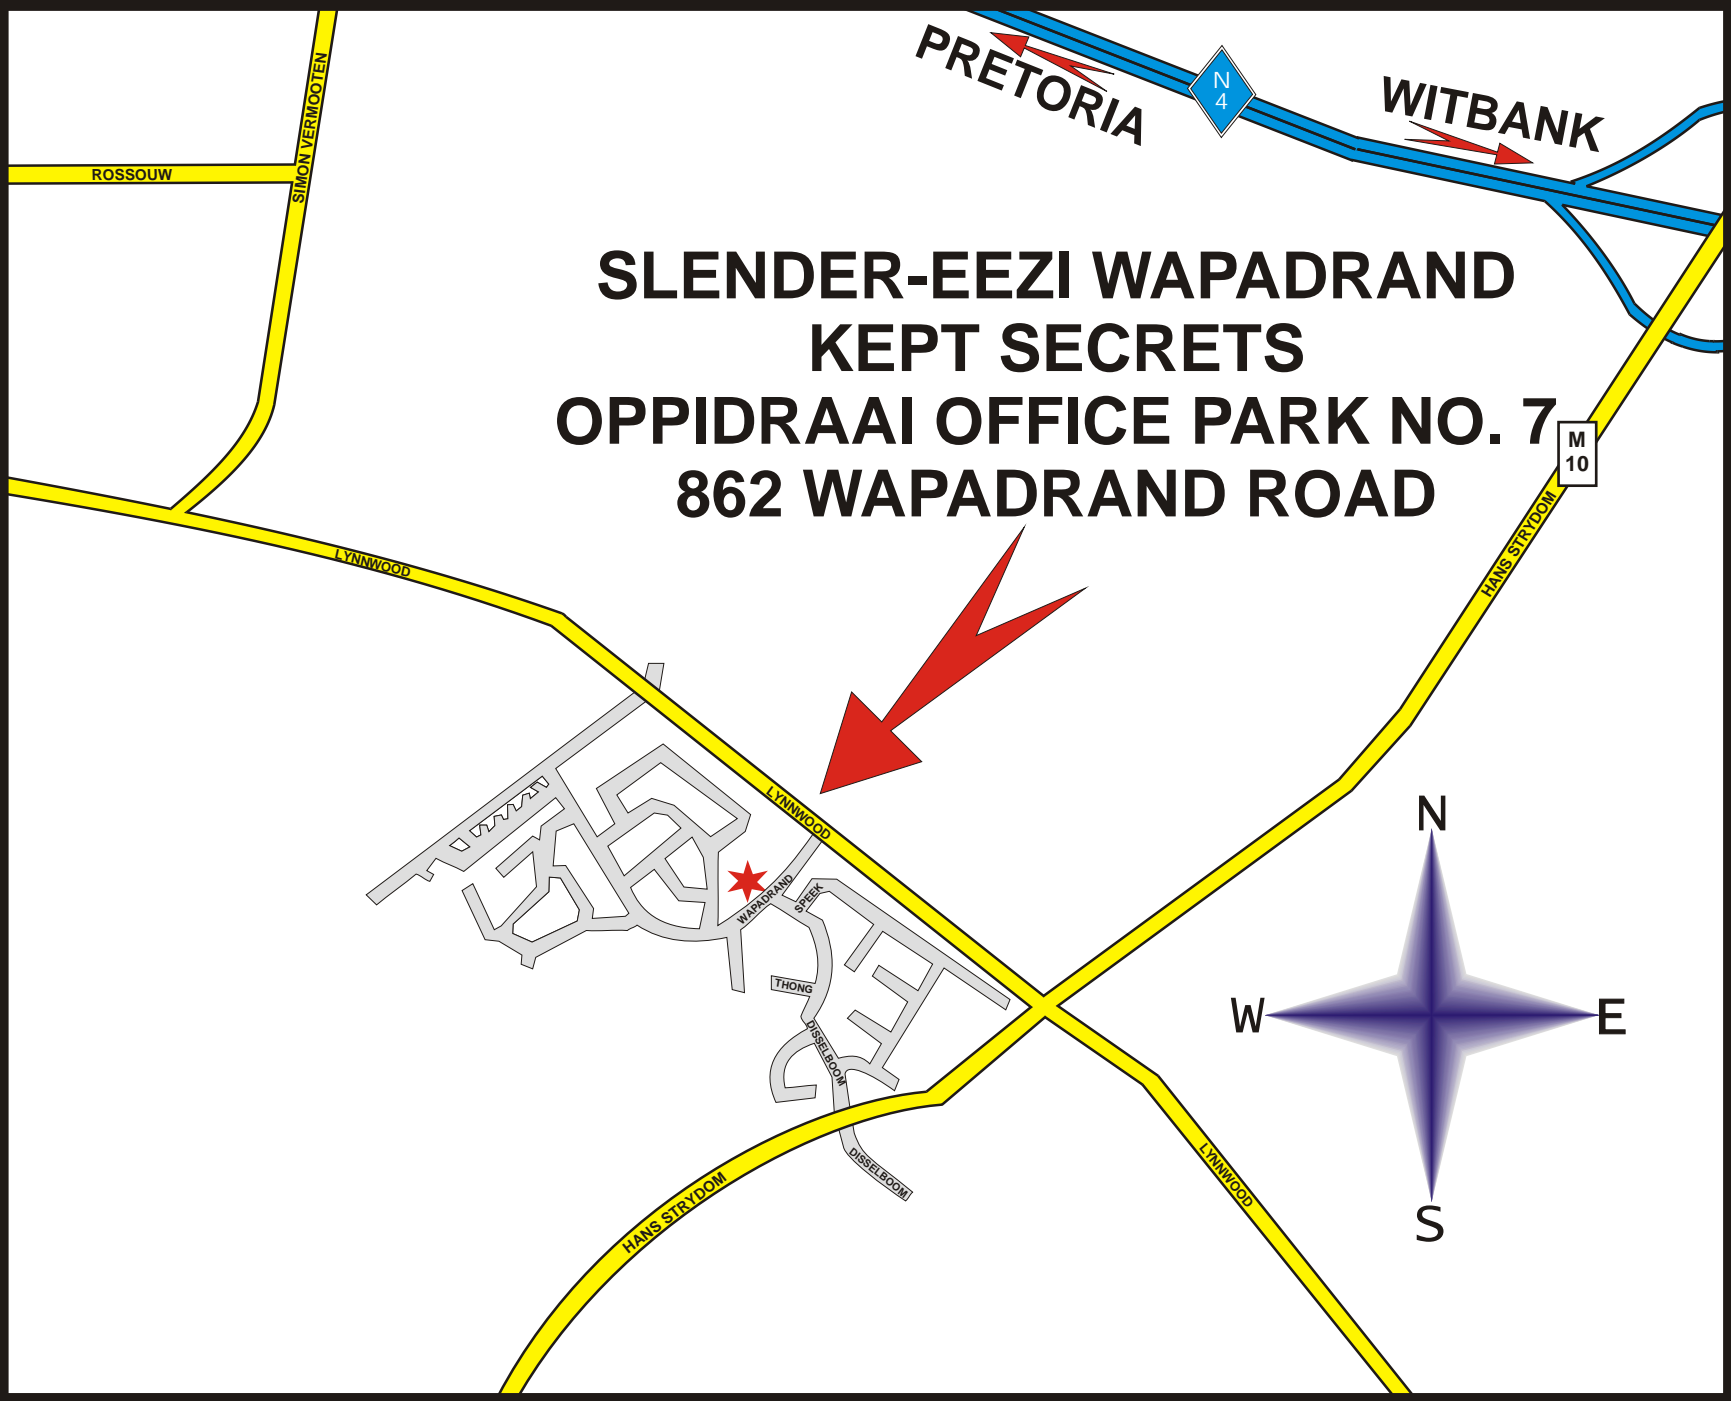 PRETORIA
N
4
WITBANK
SIMON VERMOOTEN
ROSSOUW
SLENDER-EEZI WAPADRAND
KEPT SECRETS
OPPIDRAAI OFFICE PARK NO. 7
862 WAPADRAND ROAD
M
10
HANS STRYDOM
LYNNWOOD
LYNNWOOD
WAPADRAND
SPEEK
THONG
DISSELBOOM
DISSELBOOM
HANS STRYDOM
LYNNWOOD
N
W
E
S